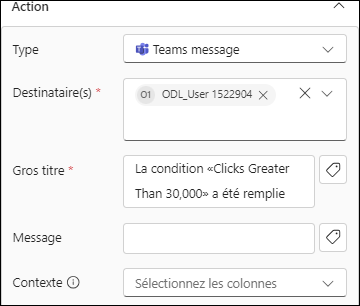 Action
Type
Teams message
Destinataire(s) *
O1 ODL_User 1522904
Gros titre *
La condition «Clicks Greater
Than 30,000» a été remplie
Message
Contexte
Sélectionnez les colonnes